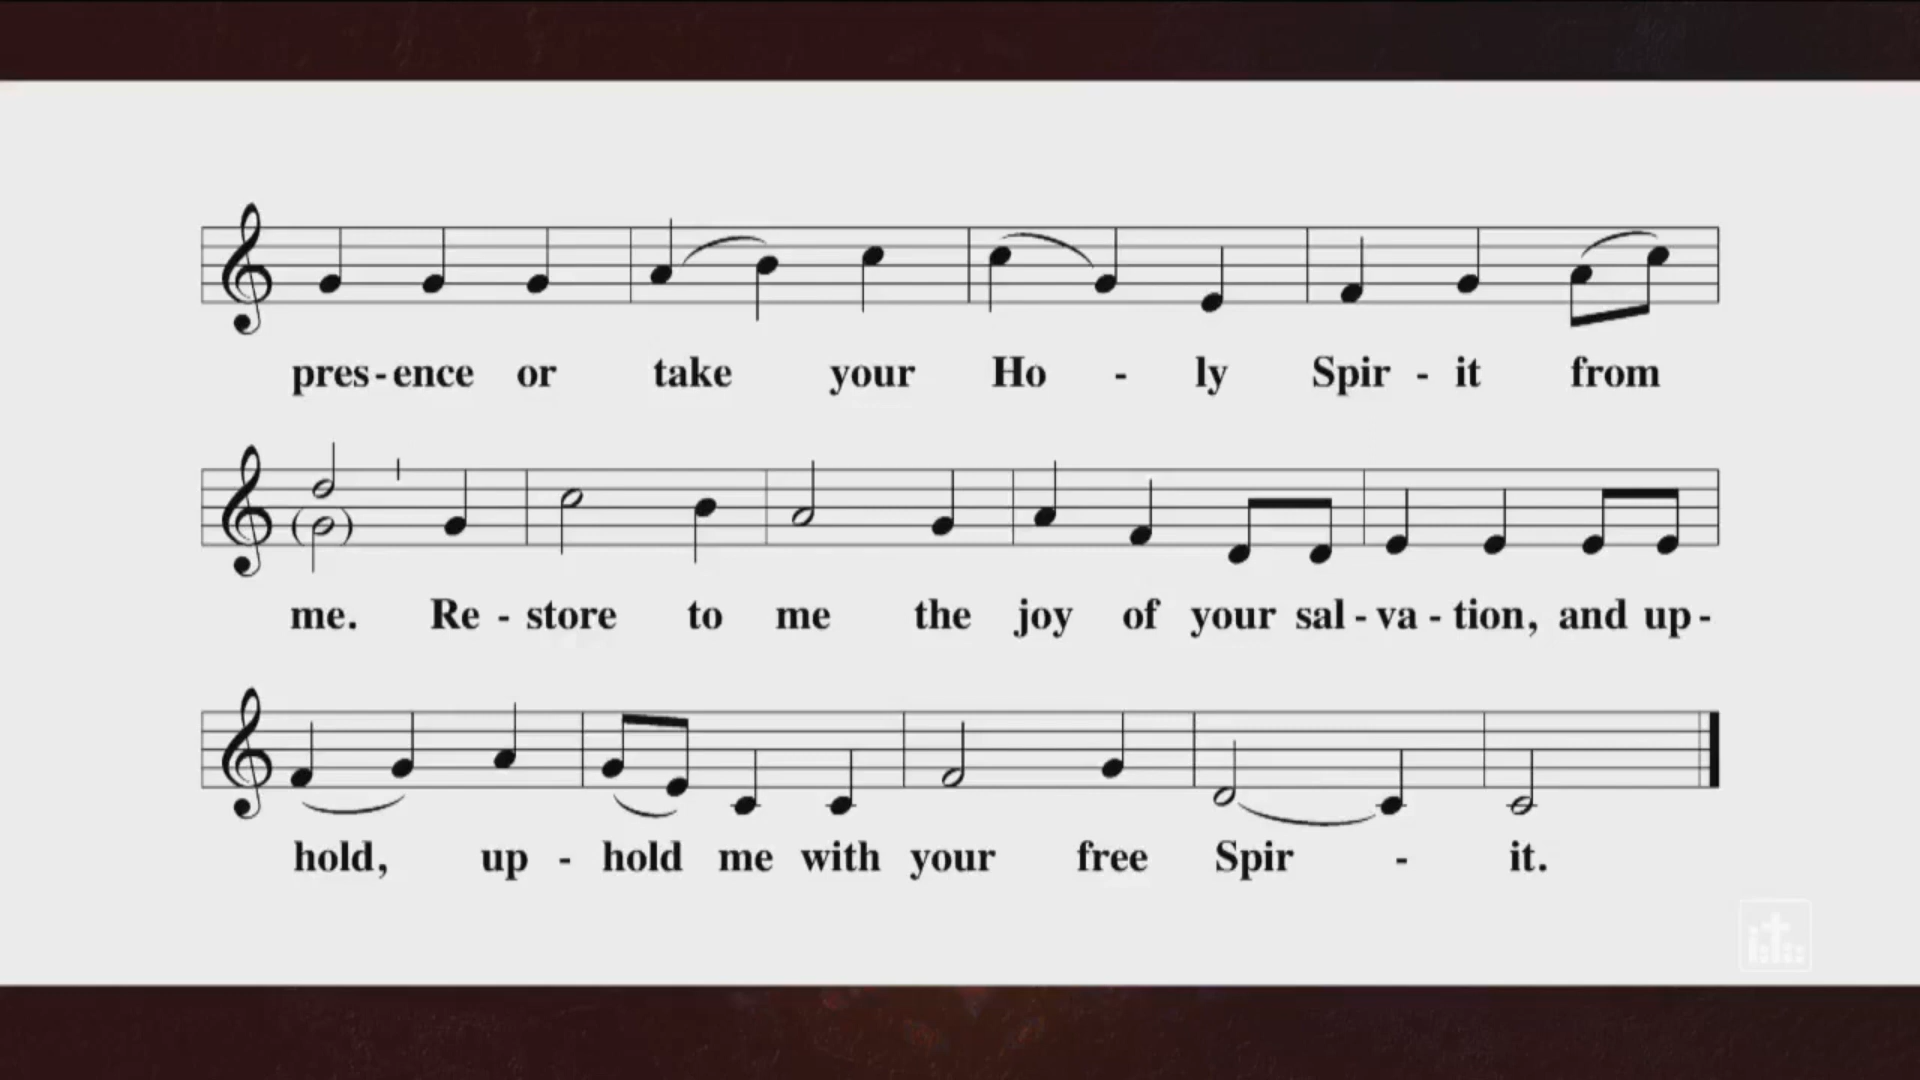 pres - ence or take your Ho - ly Spir - it from
me. Re - store to me the joy of your sal - va - tion, and up -
hold, up - hold me with your free Spir - it.
it